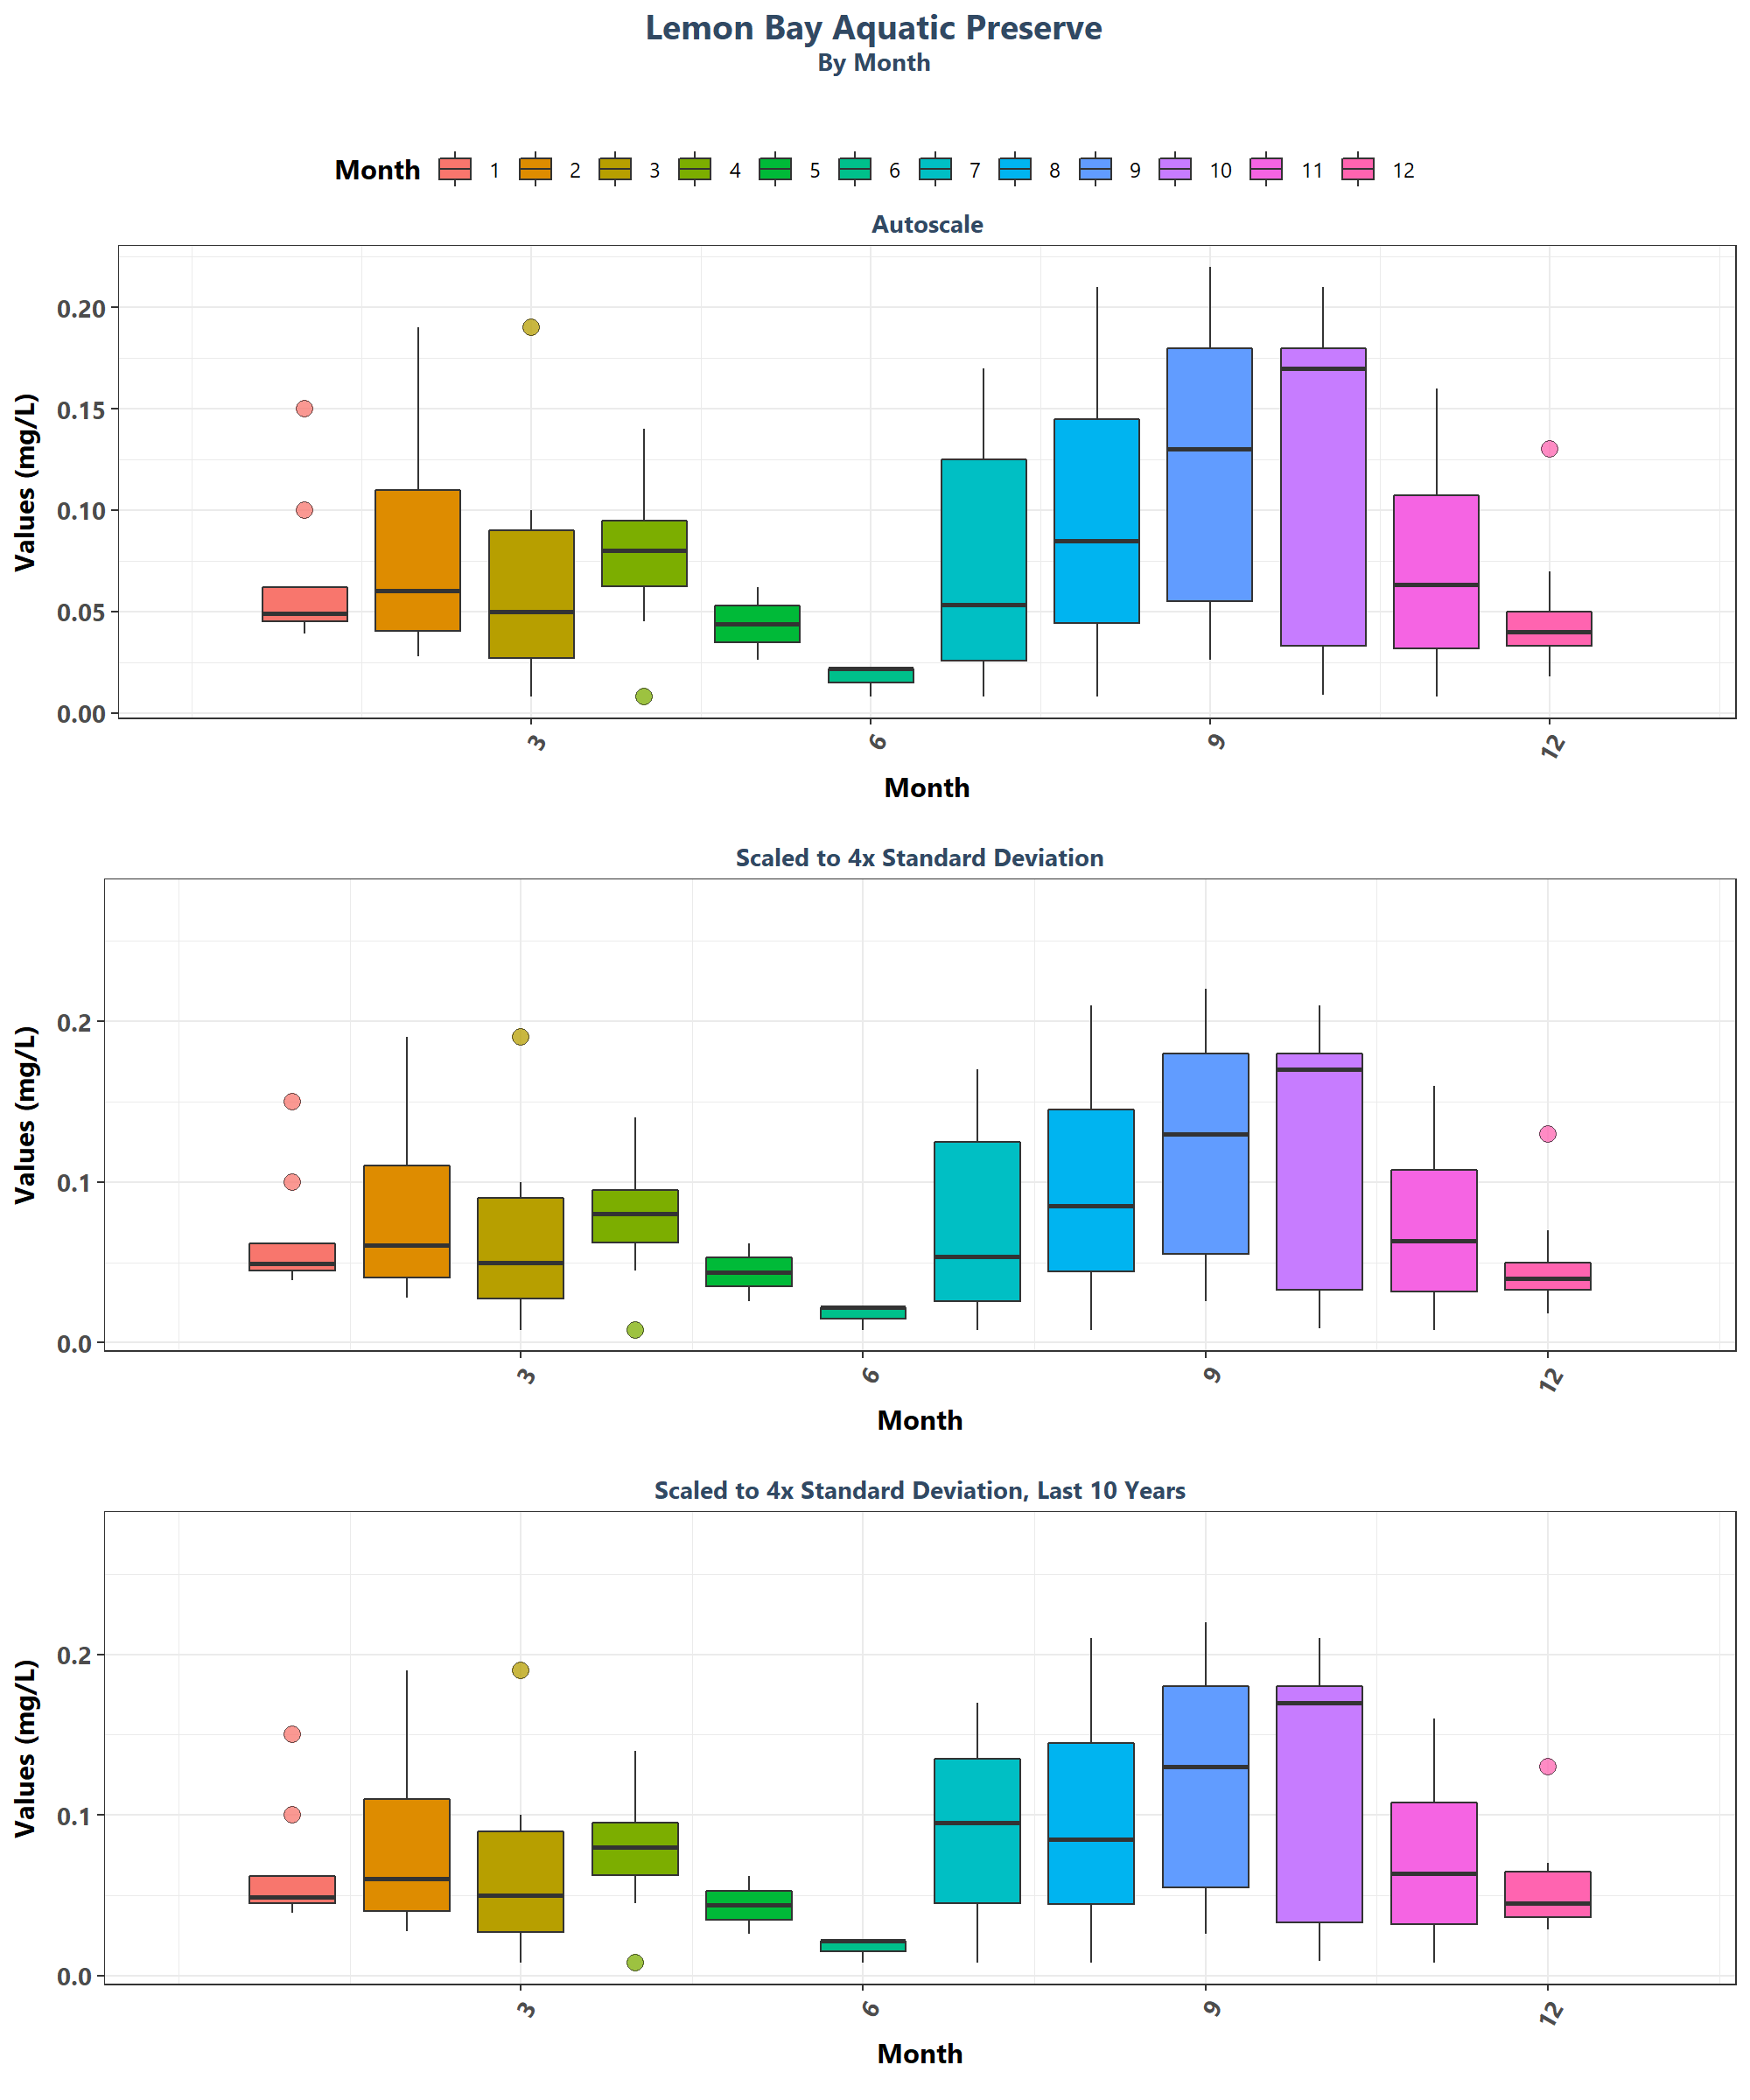 Lemon Bay Aquatic Preserve
By Month
Month 1 2 3 4 5 6 7 8 9 10 11 12
Autoscale
Values (mg/L)
0.20
0.15
0.10
0.05
0.00
3 6 9 12
Month
Scaled to 4x Standard Deviation
Values (mg/L)
0.2
0.1
0.0
3 6 9 12
Month
Scaled to 4x Standard Deviation, Last 10 Years
Values (mg/L)
0.2
0.1
0.0
3 6 9 12
Month